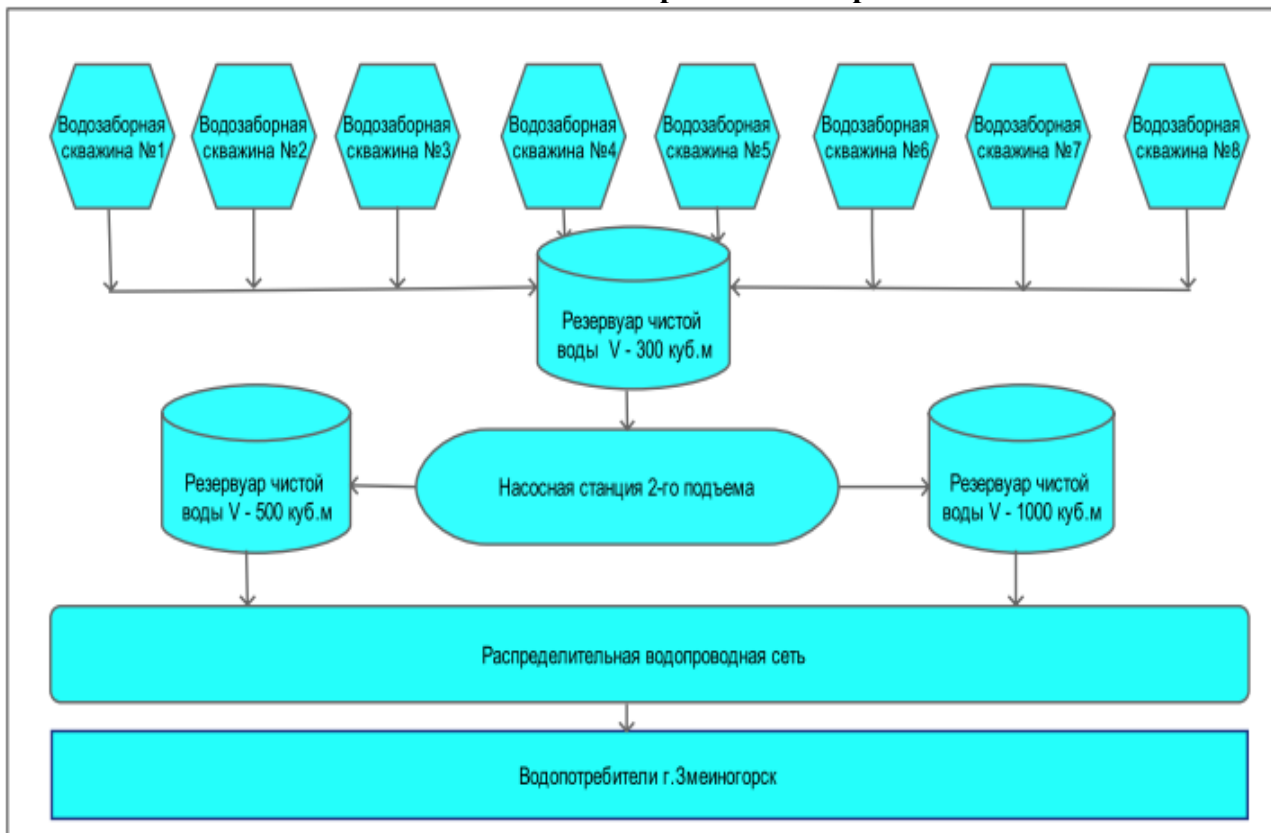 Водозаборная
скважина №1
Водозаборная
скважина №2
Водозаборная
скважина №3
Водозаборная
скважина №4
Водозаборная
скважина №5
Водозаборная
скважина №6
Водозаборная
скважина №7
Водозаборная
скважина №8
Резервуар чистой
воды V - 300 куб.м
Резервуар чистой
воды V - 500 куб.м
Насосная станция 2-го подъема
Резервуар чистой
воды V - 1000 куб.м
Распределительная водопроводная сеть
Водопотребители г.Змеиногорск